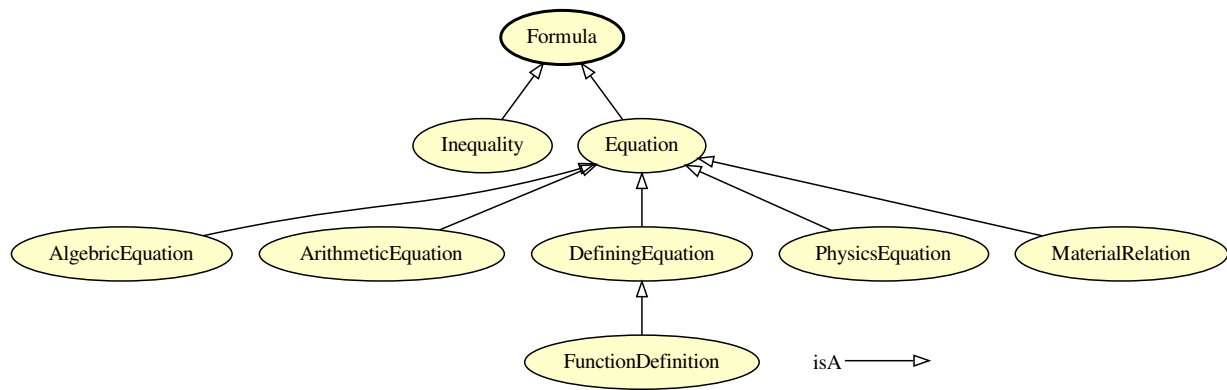 Formula
Inequality
Equation
AlgebricEquation
ArithmeticEquation
DefiningEquation
PhysicsEquation
MaterialRelation
FunctionDefinition
isA